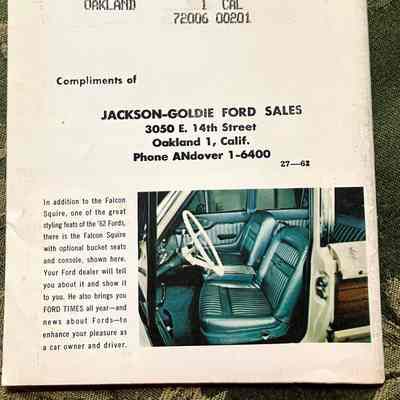 OAKLAND 1 CAL
72006 00201
Compliments of
JACKSON-GOLDIE FORD SALES
3050 E. 14th Street
Oakland 1, Calif.
Phone ANdover 1-6400
27—62
In addition to the Falcon
Squire, one of the great
styling feats of the '62 Fords,
there is the Falcon Squire
with optional bucket seats
and console, shown here.
Your Ford dealer will tell
you about it and show it
to you. He also brings you
FORD TIMES all year—and
news about Fords—to
enhance your pleasure as
a car owner and driver.